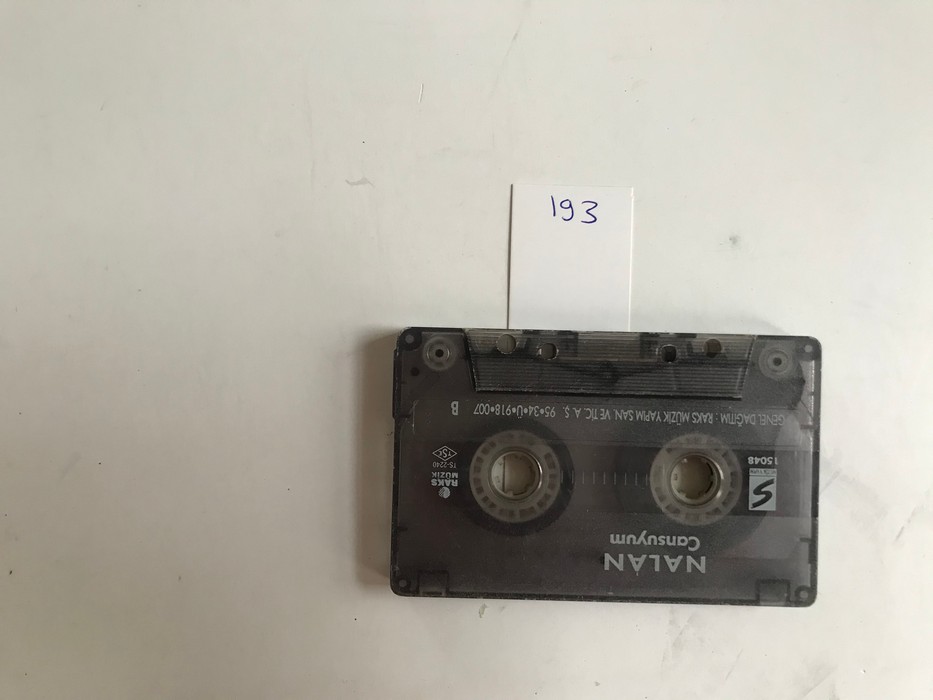 193
NALAN
Cansuyum
S
15048
RAKS
MÜZİK
TS-2240
TSE
GENEL DAĞITIM : RAKS MÜZİK YAPIM SAN. VE TİC. A. Ş. 95•34•Ü•918•007
B